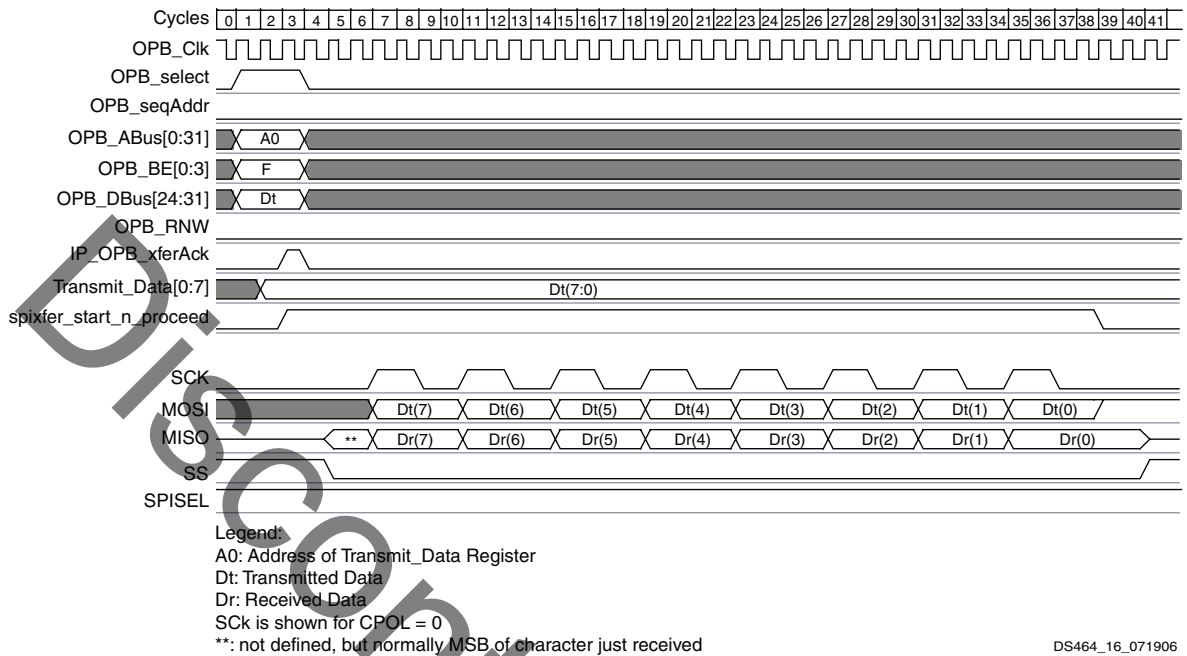 Cycles 0 1 2 3 4 5 6 7 8 9 10 11 12 13 14 15 16 17 18 19 20 21 22 23 24 25 26 27 28 29 30 31 32 33 34 35 36 37 38 39 40 41
OPB_Clk
OPB_select
OPB_seqAddr
OPB_ABus[0:31] A0
OPB_BE[0:3] F
OPB_DBus[24:31] Dt
OPB_RNW
IP_OPB_xferAck
Transmit_Data[0:7] Dt(7:0)
spixfer_start_n_proceed
SCK
MOSI Dt(7) Dt(6) Dt(5) Dt(4) Dt(3) Dt(2) Dt(1) Dt(0)
MISO ** Dr(7) Dr(6) Dr(5) Dr(4) Dr(3) Dr(2) Dr(1) Dr(0)
SS
SPISEL
Legend:
A0: Address of Transmit_Data Register
Dt: Transmitted Data
Dr: Received Data
SCk is shown for CPOL = 0
**: not defined, but normally MSB of character just received
DS464_16_071906